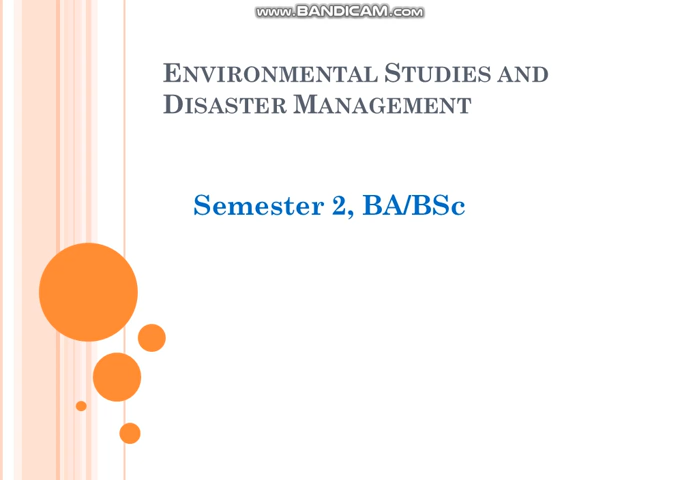 www.BANDICAM.com
ENVIRONMENTAL STUDIES AND
DISASTER MANAGEMENT
Semester 2, BA/BSc